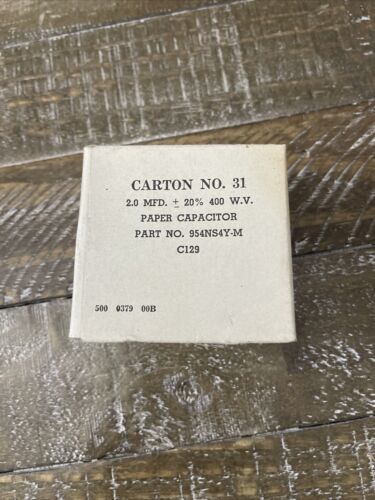 CARTON NO. 31
2.0 MFD. ± 20% 400 W.V.
PAPER CAPACITOR
PART NO. 954NS4Y-M
C129
500 0379 00B